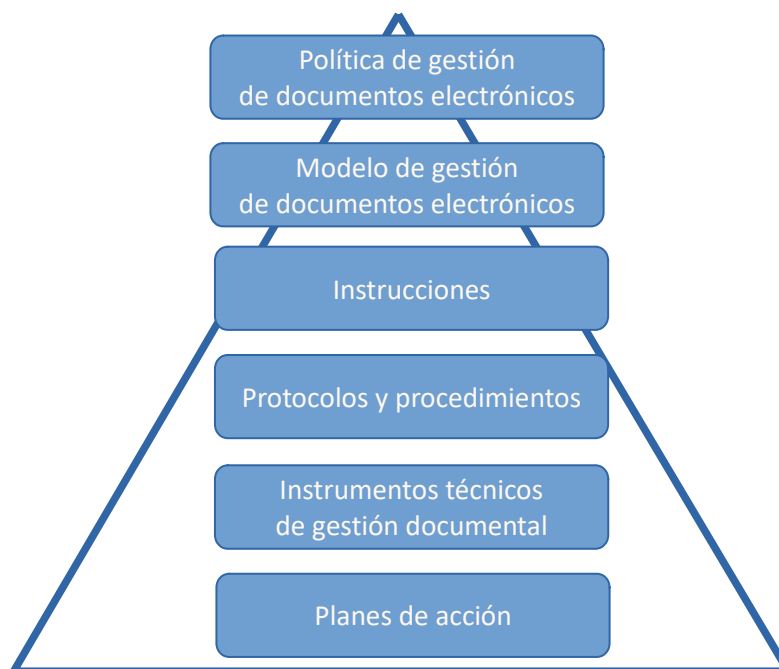 Política de gestión
de documentos electrónicos
Modelo de gestión
de documentos electrónicos
Instrucciones
Protocolos y procedimientos
Instrumentos técnicos
de gestión documental
Planes de acción